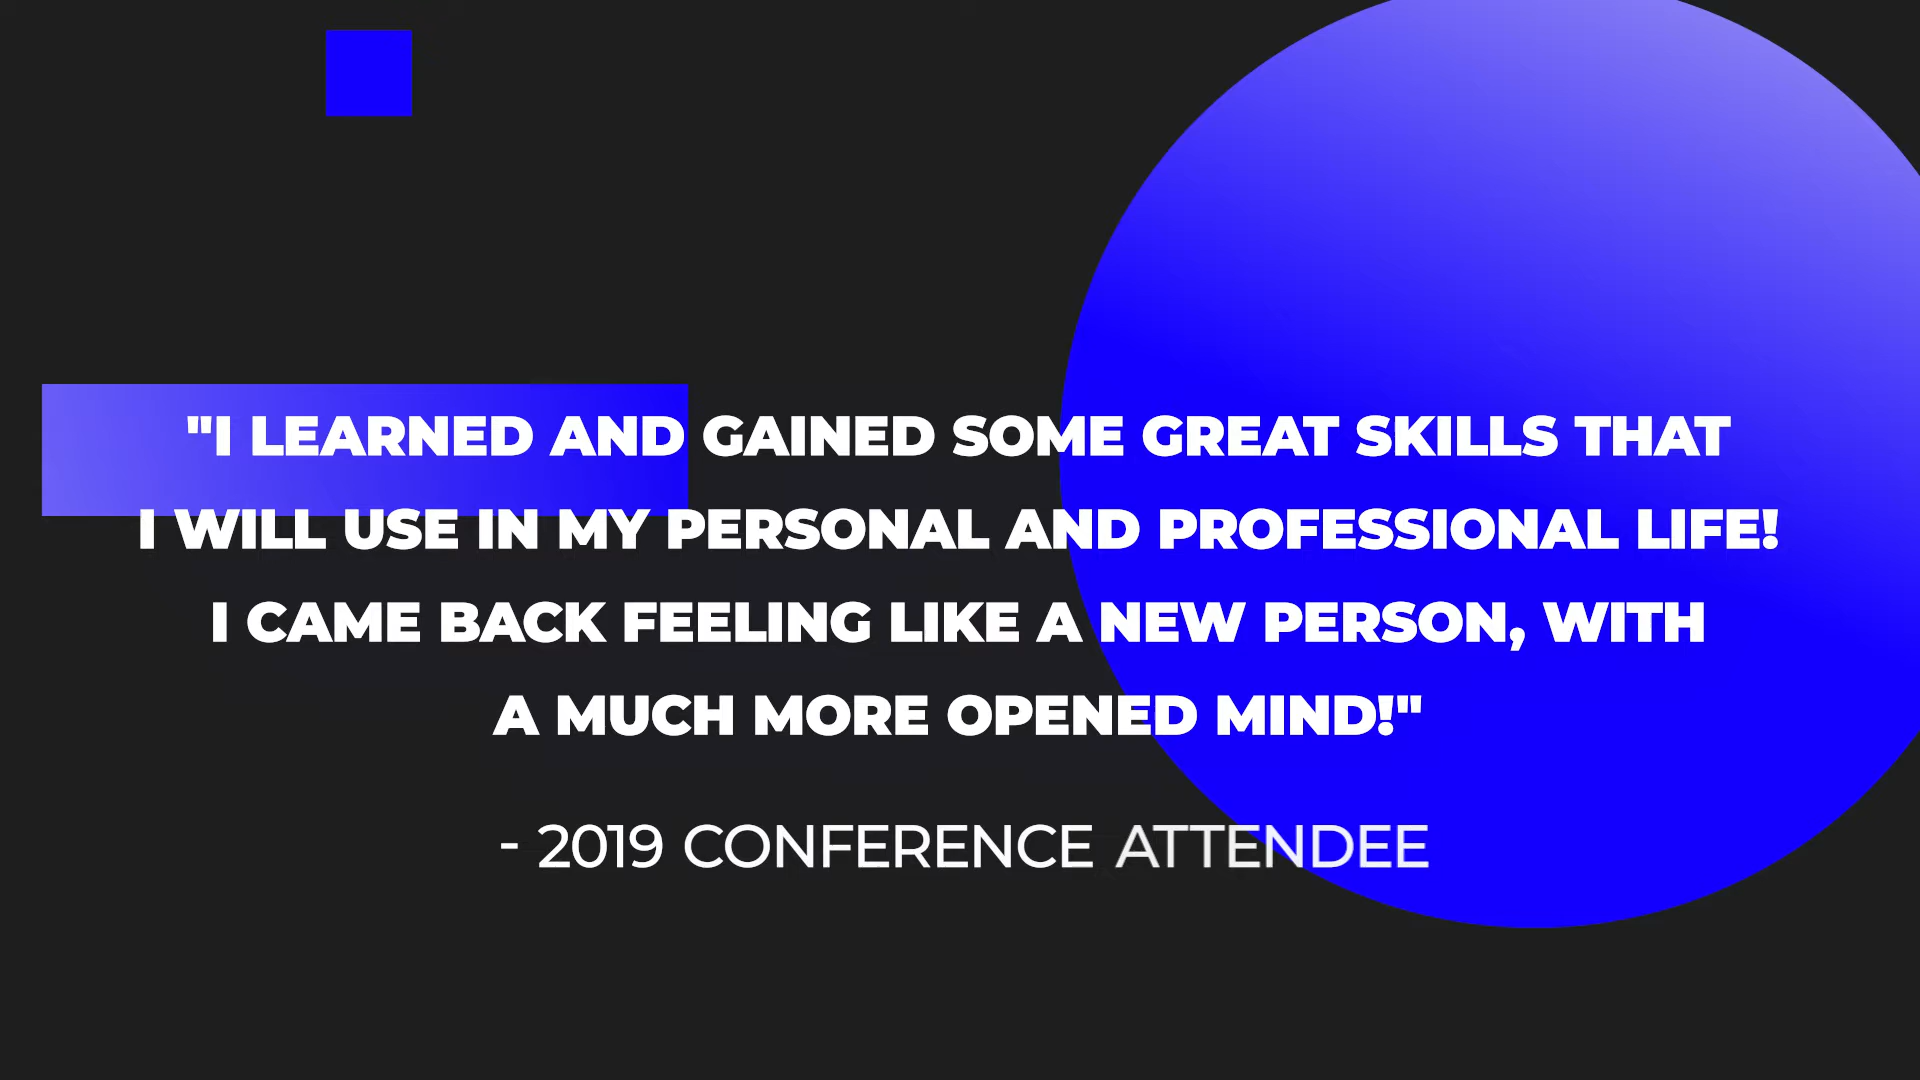 "I LEARNED AND GAINED SOME GREAT SKILLS THAT
I WILL USE IN MY PERSONAL AND PROFESSIONAL LIFE!
I CAME BACK FEELING LIKE A NEW PERSON, WITH
A MUCH MORE OPENED MIND!"
- 2019 CONFERENCE ATTENDEE